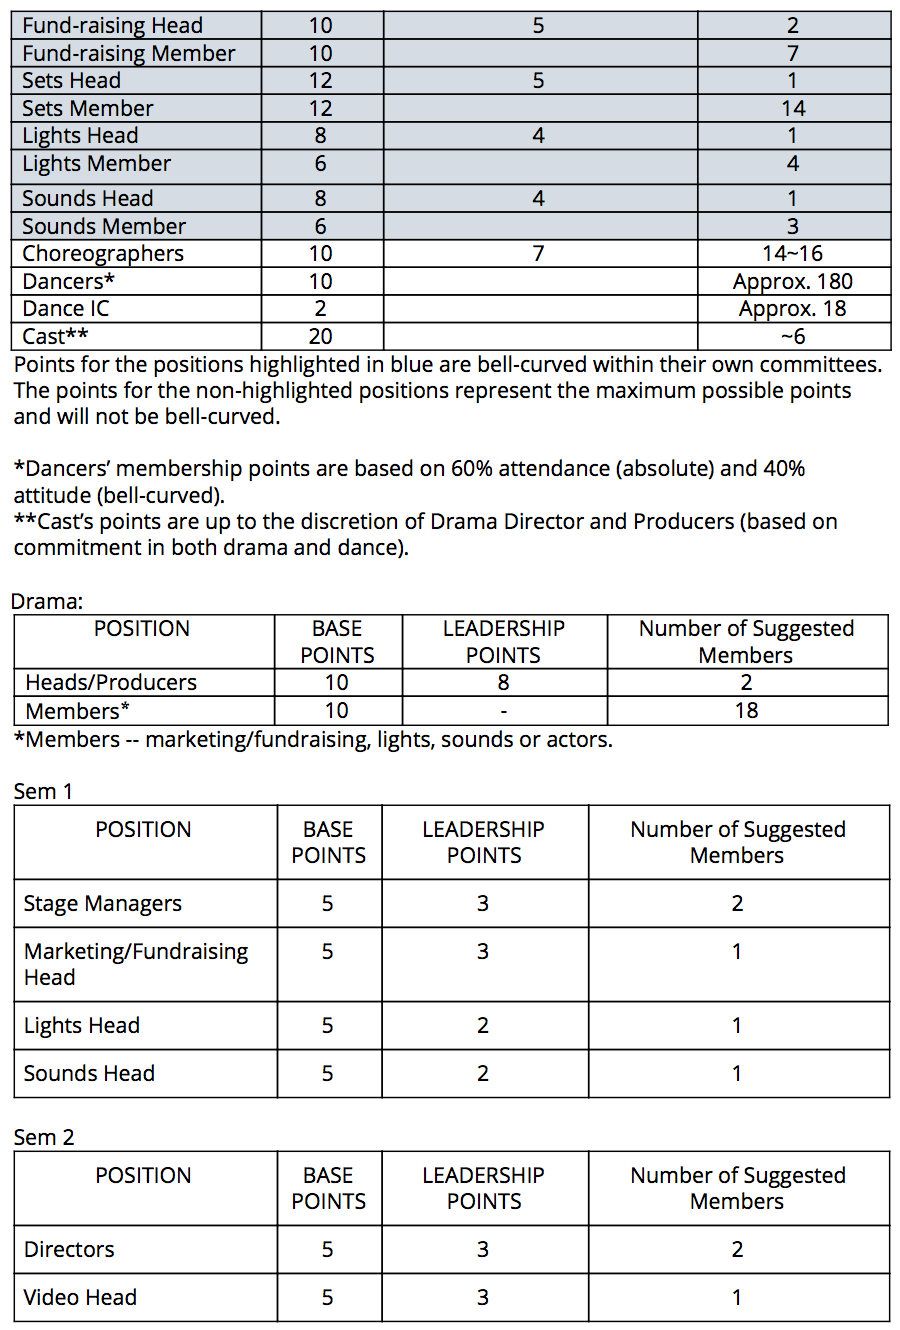 Fund-raising Head 10 5 2
Fund-raising Member 10 7
Sets Head 12 5 1
Sets Member 12 14
Lights Head 8 4 1
Lights Member 6 4
Sounds Head 8 4 1
Sounds Member 6 3
Choreographers 10 7 14~16
Dancers* 10 Approx. 180
Dance IC 2 Approx. 18
Cast** 20 ~6
Points for the positions highlighted in blue are bell-curved within their own committees.
The points for the non-highlighted positions represent the maximum possible points
and will not be bell-curved.
*Dancers’ membership points are based on 60% attendance (absolute) and 40%
attitude (bell-curved).
**Cast’s points are up to the discretion of Drama Director and Producers (based on
commitment in both drama and dance).
Drama:
POSITION BASE LEADERSHIP Number of Suggested
POINTS POINTS Members
Heads/Producers 10 8 2
Members* 10 - 18
*Members -- marketing/fundraising, lights, sounds or actors.
Sem 1
POSITION BASE LEADERSHIP Number of Suggested
POINTS POINTS Members
Stage Managers 5 3 2
Marketing/Fundraising 5 3 1
Head
Lights Head 5 2 1
Sounds Head 5 2 1
Sem 2
POSITION BASE LEADERSHIP Number of Suggested
POINTS POINTS Members
Directors 5 3 2
Video Head 5 3 1